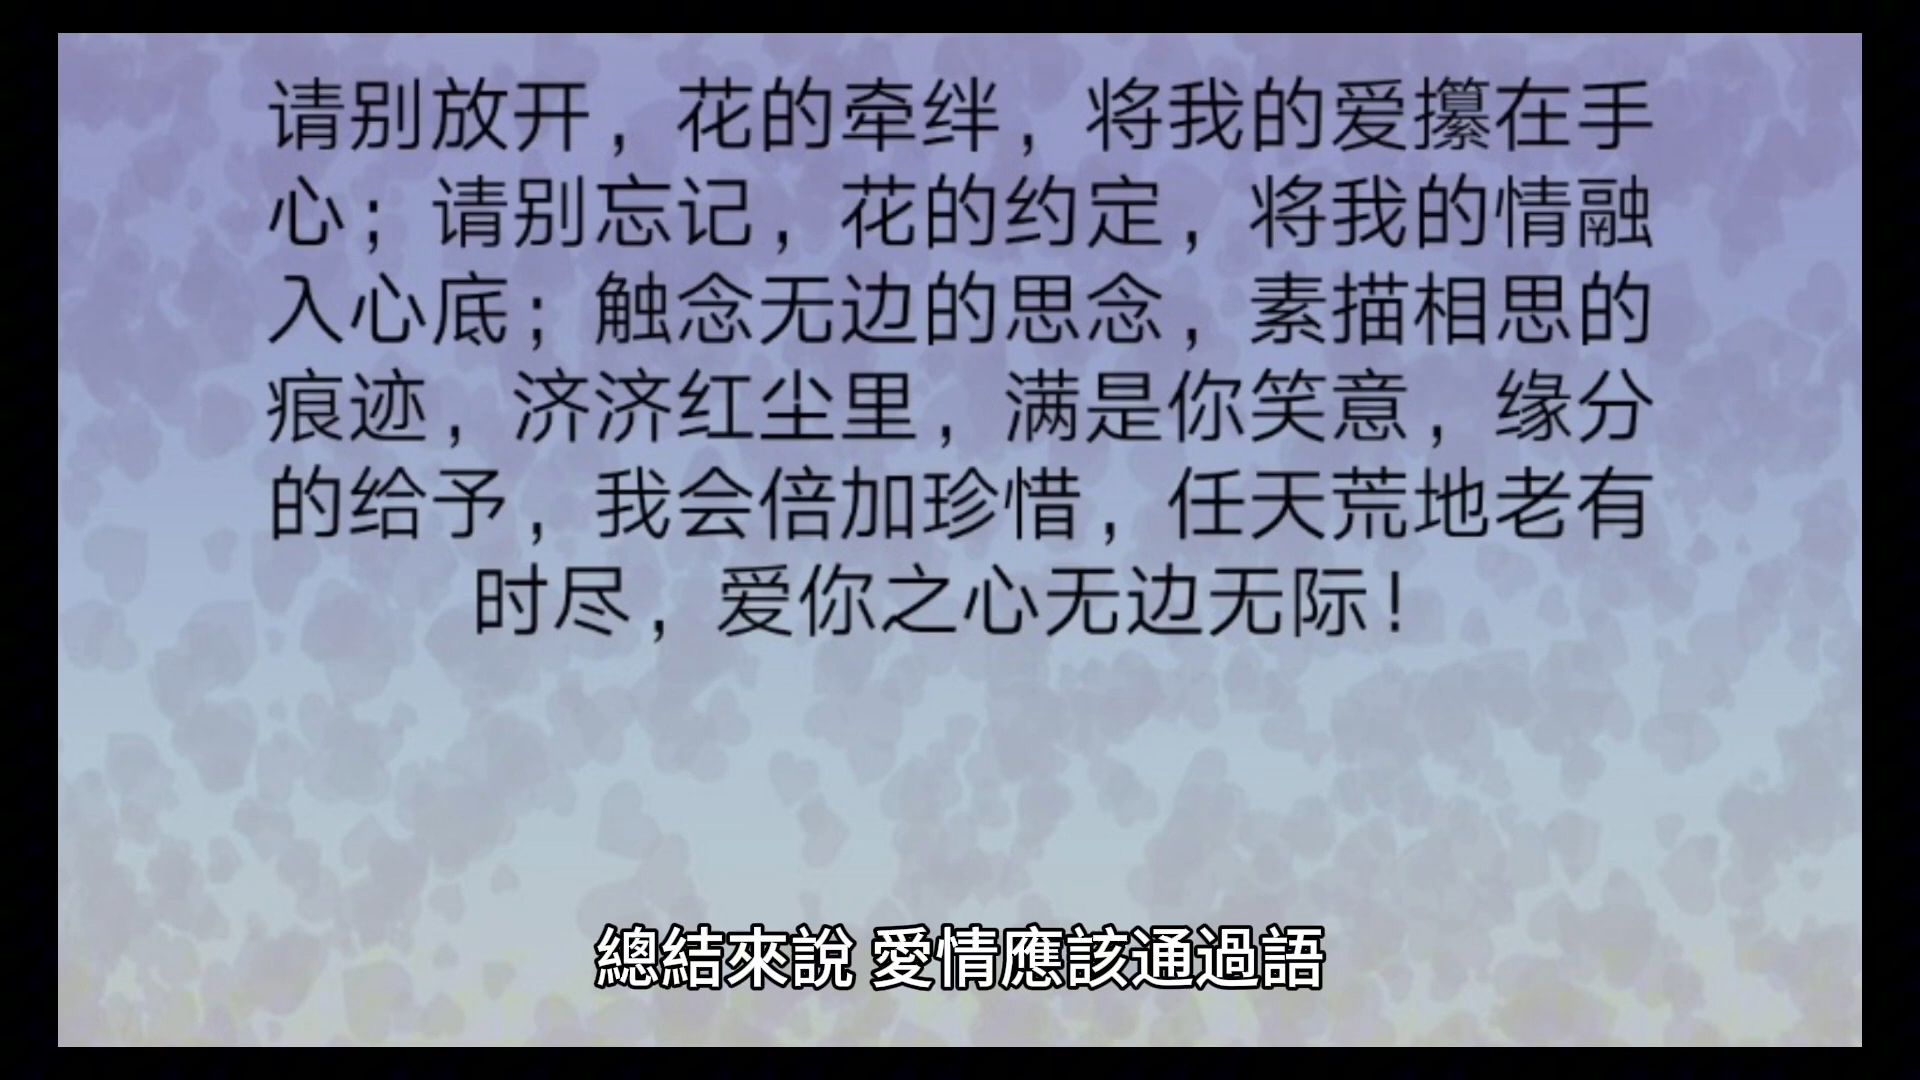 请别放开，花的牵绊，将我的爱攥在手
心；请别忘记，花的约定，将我的情融
入心底；触念无边的思念，素描相思的
痕迹，济济红尘里，满是你笑意，缘分
的给予，我会倍加珍惜，任天荒地老有
时尽，爱你之心无边无际！
總結來說 愛情應該通過語